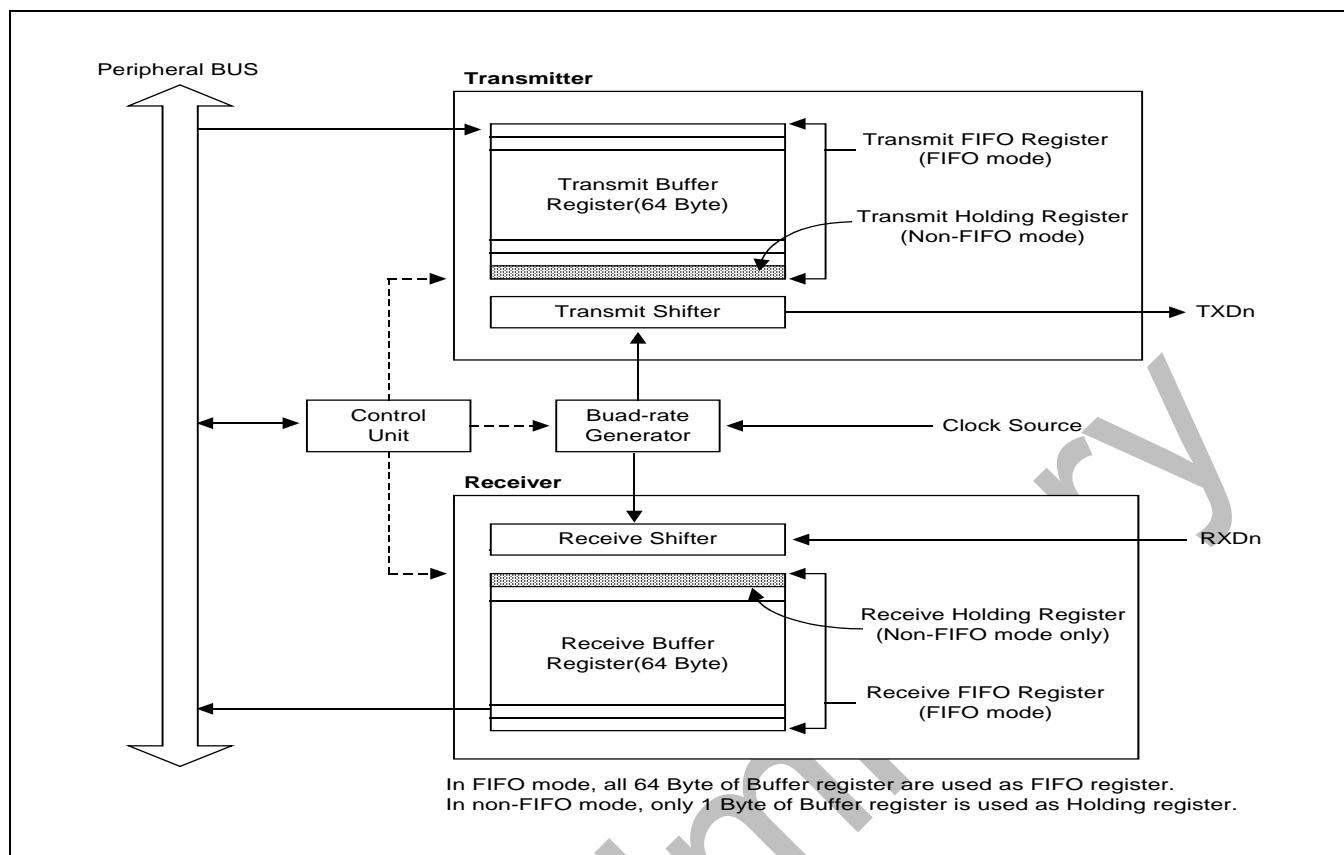 Peripheral BUS
Transmitter
Transmit Buffer
Register(64 Byte)
Transmit FIFO Register
(FIFO mode)
Transmit Holding Register
(Non-FIFO mode)
Transmit Shifter
TXDn
Control
Unit
Buad-rate
Generator
Clock Source
Receiver
Receive Shifter
RXDn
Receive Holding Register
(Non-FIFO mode only)
Receive Buffer
Register(64 Byte)
Receive FIFO Register
(FIFO mode)
In FIFO mode, all 64 Byte of Buffer register are used as FIFO register.
In non-FIFO mode, only 1 Byte of Buffer register is used as Holding register.